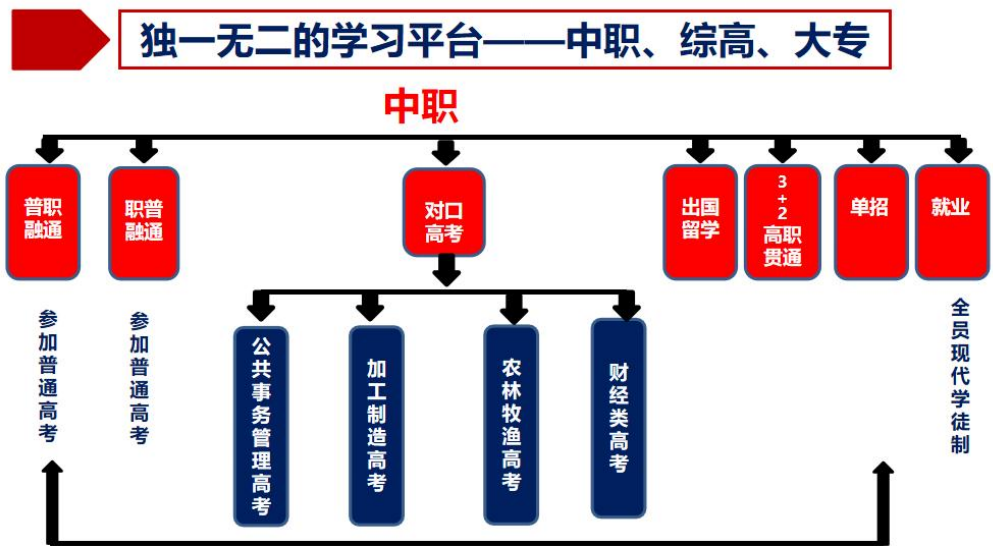 独一无二的学习平台——中职、综高、大专
中职
普职
融通
职普
融通
对口
高考
出国
留学
3+2
高职
贯通
单招
就业
参加普通高考
参加普通高考
公共事务管理高考
加工制造高考
农林牧渔高考
财经类高考
全员现代学徒制